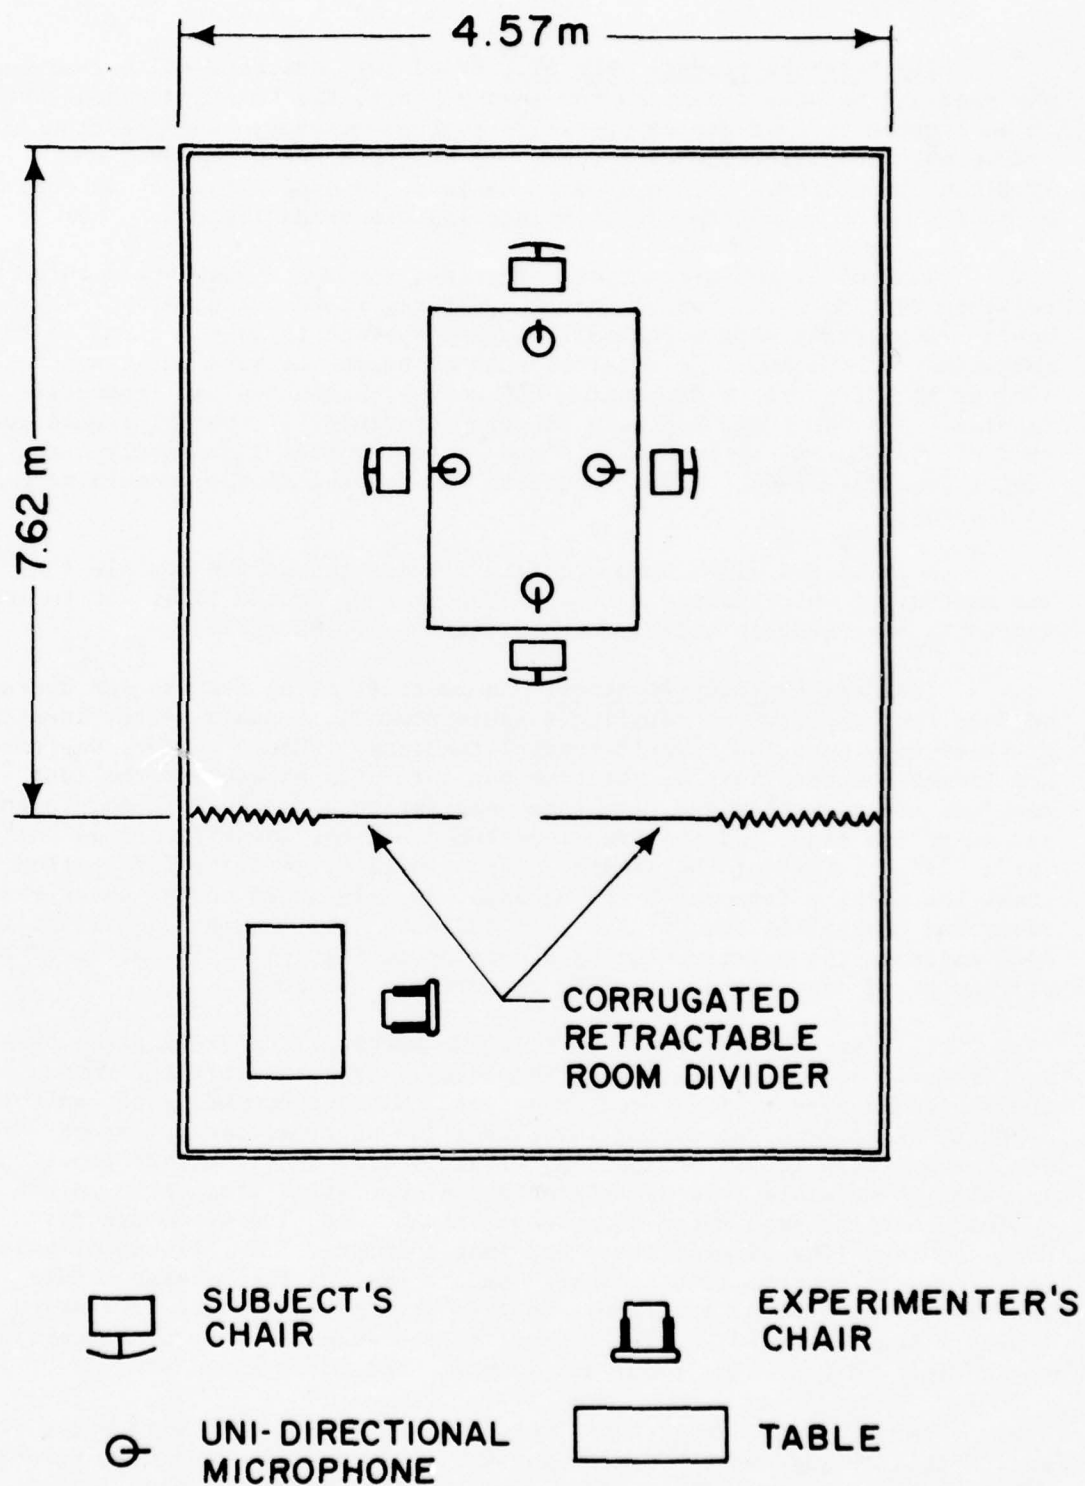 4.57m
7.62 m
CORRUGATED
RETRACTABLE
ROOM DIVIDER
SUBJECT'S
CHAIR
EXPERIMENTER'S
CHAIR
UNI-DIRECTIONAL
MICROPHONE
TABLE